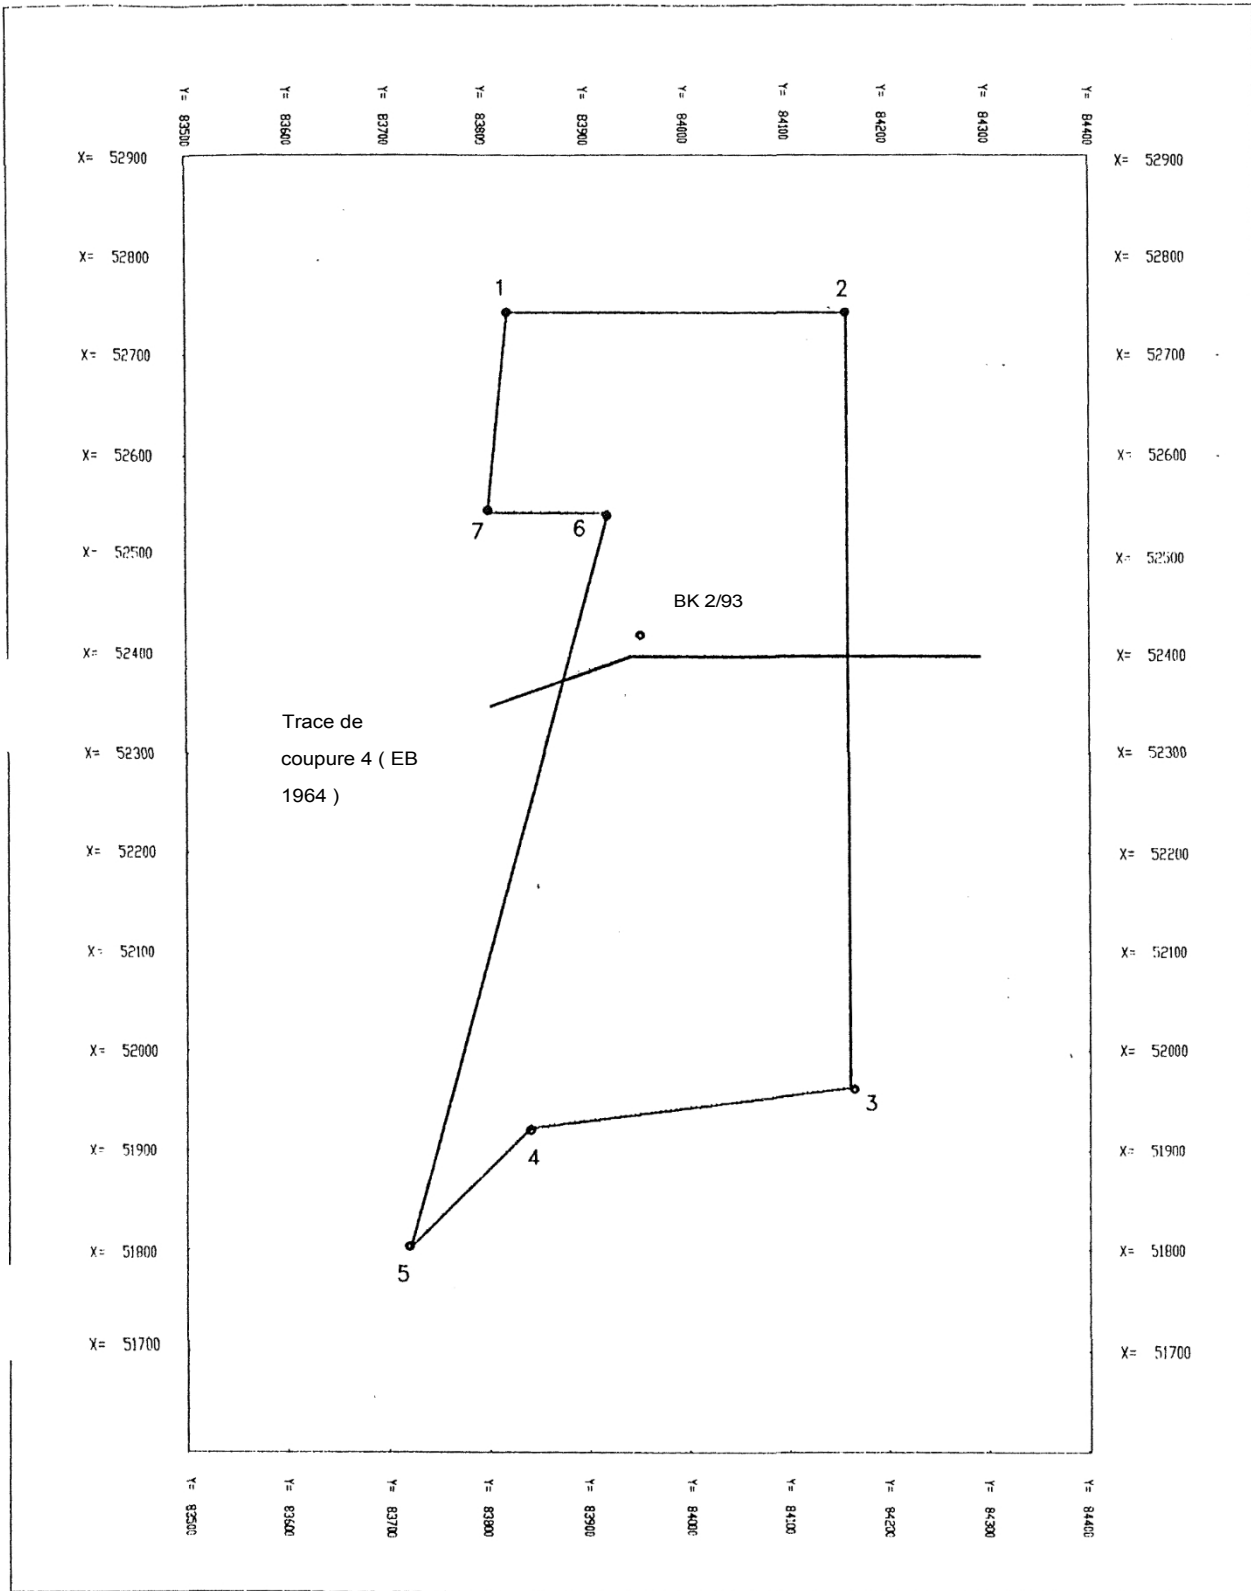 Y= 83500
Y= 83600
Y= 83700
Y= 83800
Y= 83900
Y= 84000
Y= 84100
Y= 84200
Y= 84300
Y= 84400
X= 52900
X= 52900
X= 52800
X= 52800
1
2
X= 52700
X= 52700
X= 52600
X= 52600
7
6
X= 52500
X= 52500
BK 2/93
X= 52400
X= 52400
Trace de
coupure 4 ( EB
1964 )
X= 52300
X= 52300
X= 52200
X= 52200
X= 52100
X= 52100
X= 52000
X= 52000
3
X= 51900
X= 51900
4
X= 51800
X= 51800
5
X= 51700
X= 51700
Y= 83500
Y= 83600
Y= 83700
Y= 83800
Y= 83900
Y= 84000
Y= 84100
Y= 84200
Y= 84300
Y= 84400